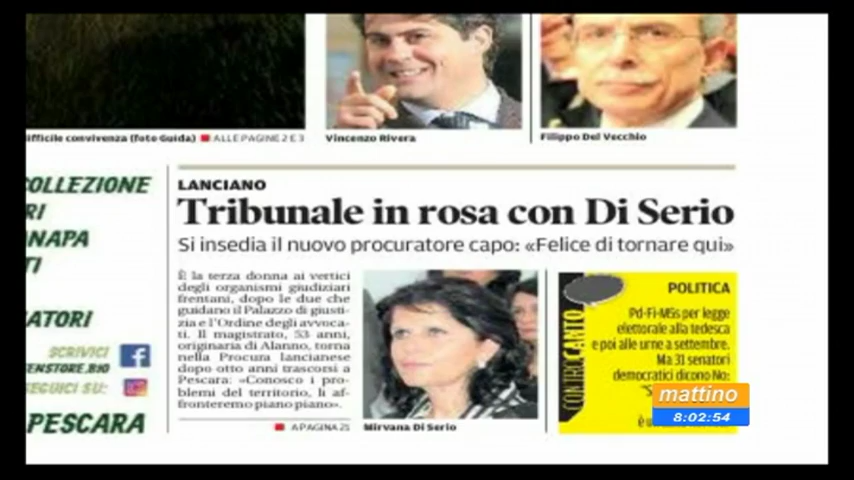 ifficile convivenza (foto Guida) ALLE PAGINE 2 E 3
Vincenzo Rivera
Filippo Del Vecchio
OLLEZIONE
RI
NAPA
TI
ATORI
SCRIVICI
ENSTORE.BIO
SEGUICI SU:
PESCARA
LANCIANO
Tribunale in rosa con Di Serio
Si insedia il nuovo procuratore capo: «Felice di tornare qui»
È la terza donna ai vertici
degli organismi giudiziari
frentani, dopo le due che
guidano il Palazzo di giusti-
zia e l'Ordine degli avvoca-
ti. Il magistrato, 53 anni,
originaria di Alanno, torna
nella Procura lancianese
dopo otto anni trascorsi a
Pescara: «Conosco i pro-
blemi del territorio, li af-
fronteremo piano piano».
A PAGINA 21
Mirvana Di Serio
CONTROCANTO
POLITICA
Pd-Fi-M5s per legge
elettorale alla tedesca
e poi alle urne a settembre.
Ma 31 senatori
democratici dicono No:
mattino
8:02:54